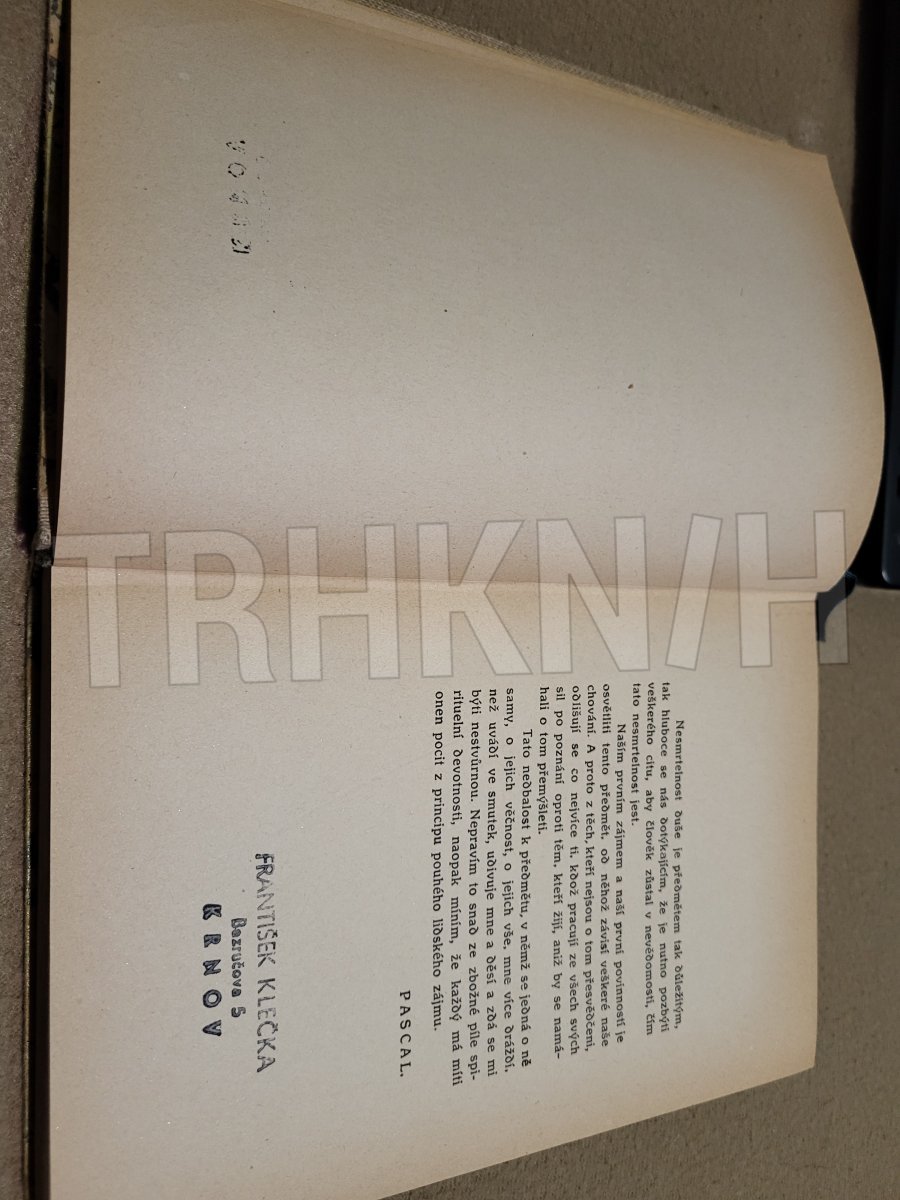 Nesmrtelnost duše je předmětem tak důležitým,
tak hluboce se nás dotýkajícím, že je nutno pozbýti
veškerého citu, aby člověk zůstal v nevědomosti, čím
tato nesmrtelnost jest.
Naším prvním zájmem a naší první povinností je
osvětliti tento předmět, od něhož závisí veškeré naše
chování. A proto z těch, kteří nejsou o tom přesvědčeni,
odlišují se co nejvíce ti, kdož pracují ze všech svých
sil po poznání oproti těm, kteří žijí, aniž by se namá-
hali o tom přemýšleti.
Tato nedbalost k předmětu, v němž se jedná o ně
samy, o jejich věčnost, o jejich vše, mne více dráždí,
než uvádí ve smutek, udivuje mne a děsí a zdá se mi
býti nestvůrnou. Nepravím to snad ze zbožné píle spi-
rituelní devotnosti, naopak míním, že každý má míti
onen pocit z principu pouhého lidského zájmu.
PASCAL.
FRANTIŠEK KLEČKA
Bezručova 5
KRNOV
TRHKN/H